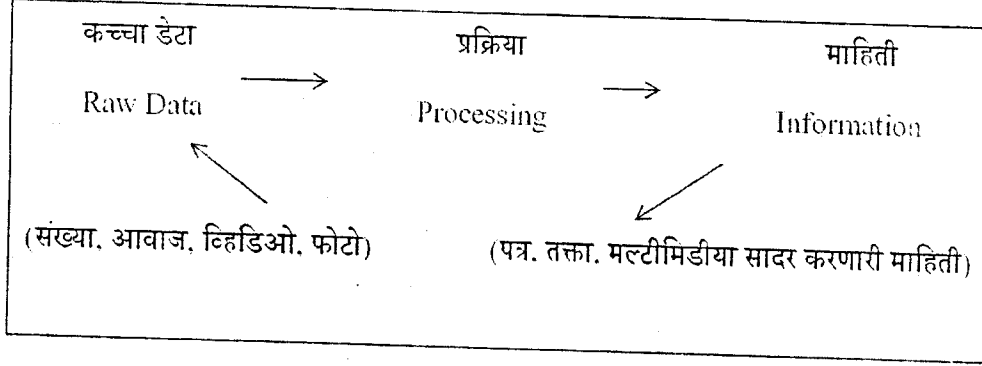 कच्चा डेटा प्रक्रिया माहिती
Raw Data Processing Information
(संख्या. आवाज. व्हिडिओ. फोटो) (पत्र. तक्ता. मल्टीमिडीया सादर करणारी माहिती)